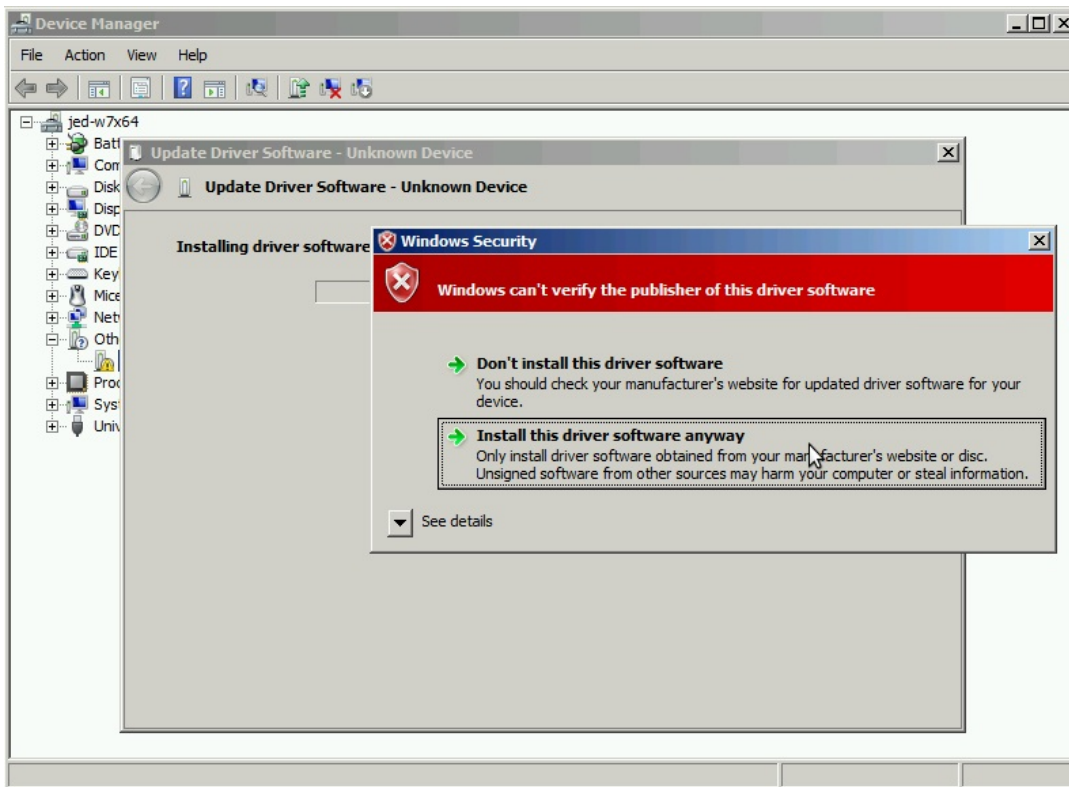 Device Manager
File Action View Help
jed-w7x64
Batt
Com
Disk
Disp
DVD
IDE
Key
Mice
Netw
Oth
Proc
Sys
Univ
Update Driver Software - Unknown Device
Update Driver Software - Unknown Device
Installing driver software
Windows Security
Windows can't verify the publisher of this driver software
Don't install this driver software
You should check your manufacturer's website for updated driver software for your
device.
Install this driver software anyway
Only install driver software obtained from your manufacturer's website or disc.
Unsigned software from other sources may harm your computer or steal information.
See details